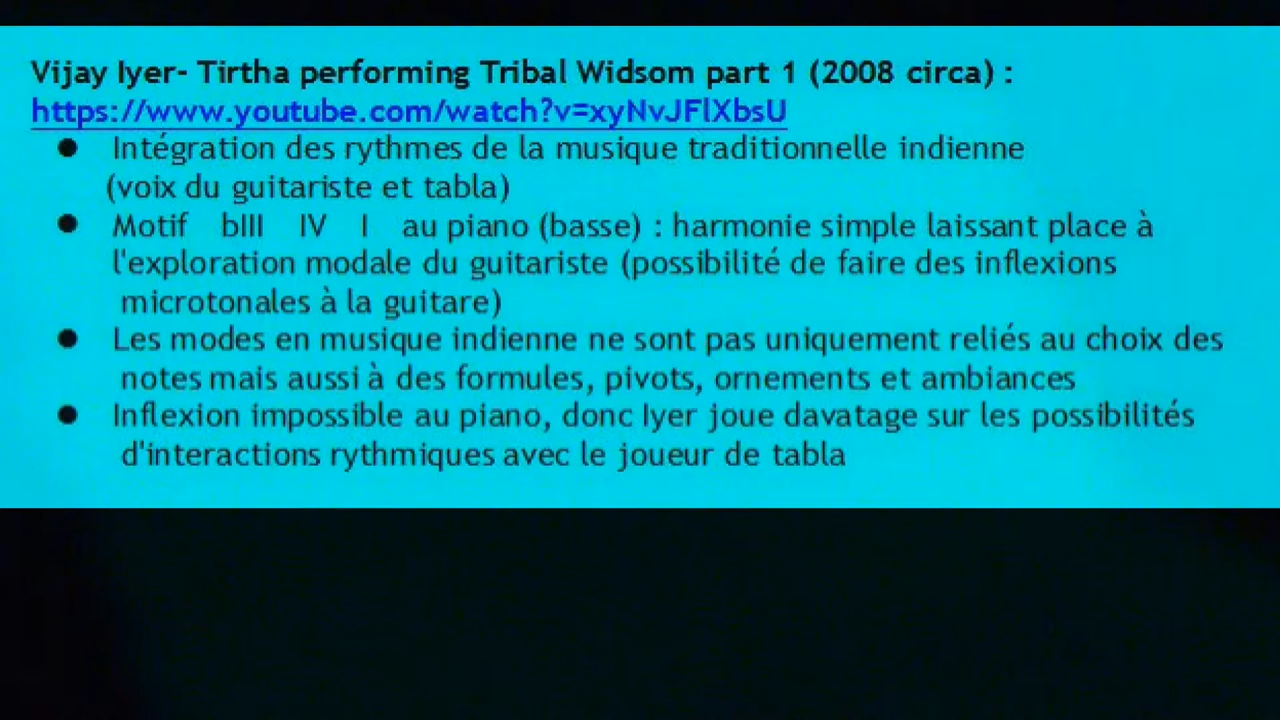 Vijay Iyer- Tirtha performing Tribal Widsom part 1 (2008 circa) :
https://www.youtube.com/watch?v=xyNvJFlXbsU
● Intégration des rythmes de la musique traditionnelle indienne
(voix du guitariste et tabla)
● Motif bIII IV I au piano (basse) : harmonie simple laissant place à
l'exploration modale du guitariste (possibilité de faire des inflexions
microtonales à la guitare)
● Les modes en musique indienne ne sont pas uniquement reliés au choix des
notes mais aussi à des formules, pivots, ornements et ambiances
● Inflexion impossible au piano, donc Iyer joue davatage sur les possibilités
d'interactions rythmiques avec le joueur de tabla